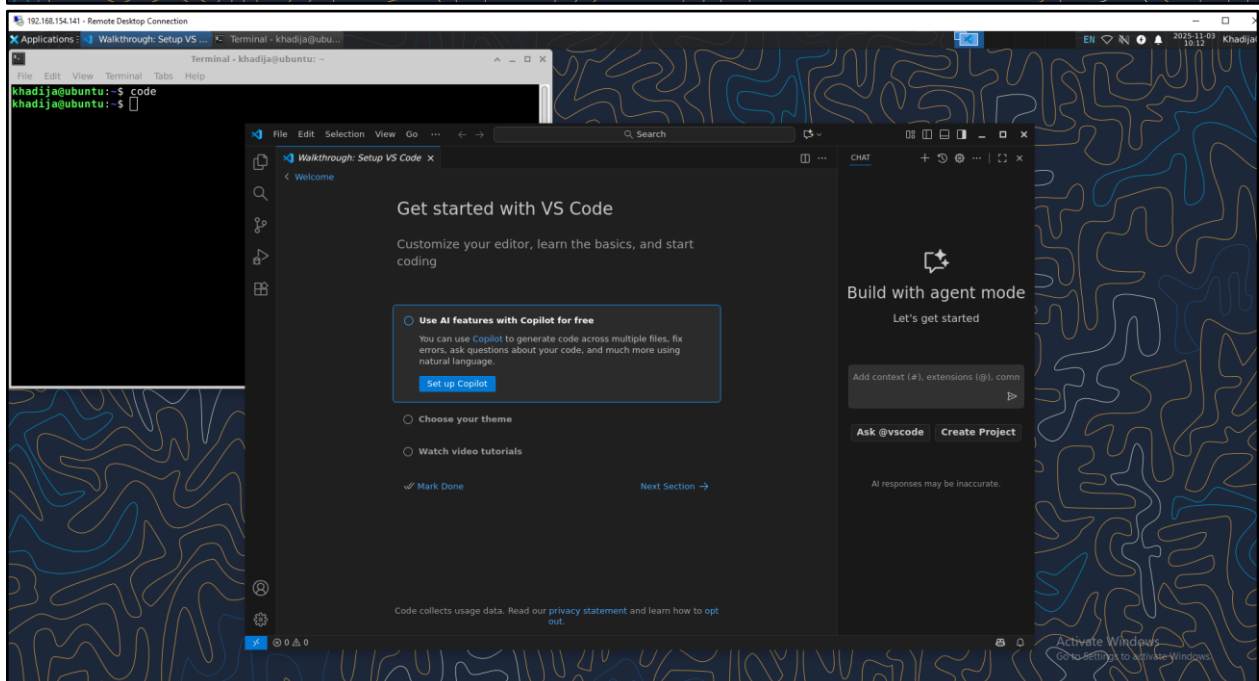 192.168.154.141 - Remote Desktop Connection
Applications Walkthrough: Setup VS ... Terminal - khadija@ubu... EN 2025-11-03 10:12 Khadija
Terminal - khadija@ubuntu: ~
File Edit View Terminal Tabs Help
khadija@ubuntu:~$ code
khadija@ubuntu:~$
File Edit Selection View Go ··· Search
Walkthrough: Setup VS Code
CHAT
Welcome
Get started with VS Code
Customize your editor, learn the basics, and start
coding
Use AI features with Copilot for free
You can use Copilot to generate code across multiple files, fix
errors, ask questions about your code, and much more using
natural language.
Set up Copilot
Choose your theme
Watch video tutorials
Mark Done Next Section →
Code collects usage data. Read our privacy statement and learn how to opt
out.
Build with agent mode
Let's get started
Add context (#), extensions (@), comn
Ask @vscode Create Project
AI responses may be inaccurate.
0 0
Activate Windows
Go to Settings to activate Windows.